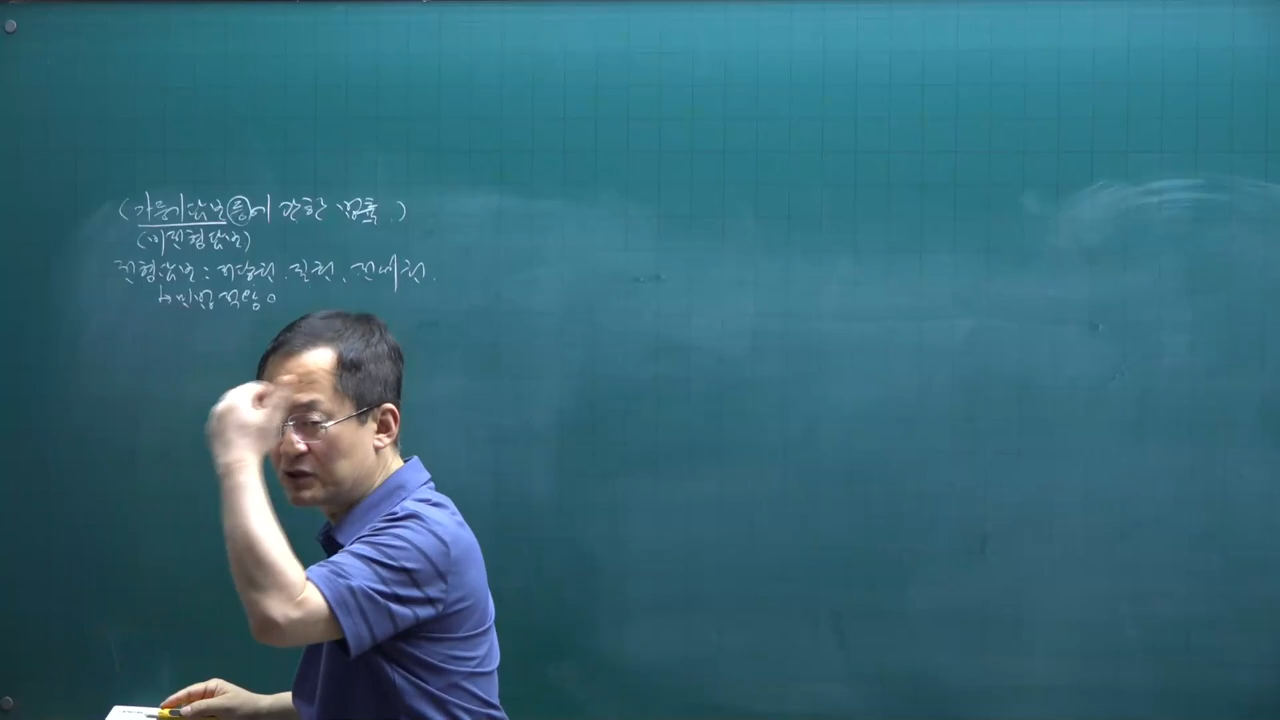 (가등기담보등에 관한 법률.)
(비전형담보)
전형담보: 저당권. 질권. 전세권.
↳민법적용 o